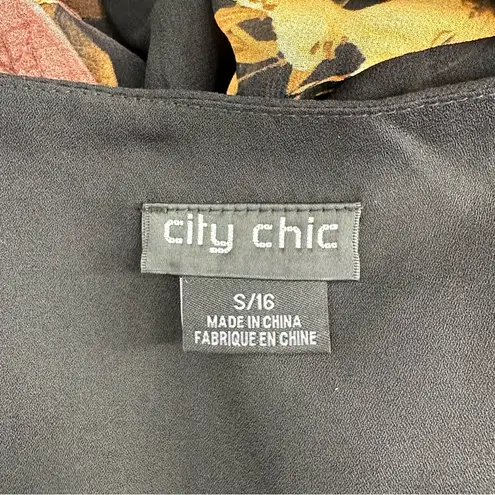 city chic
S/16
MADE IN CHINA
FABRIQUE EN CHINE